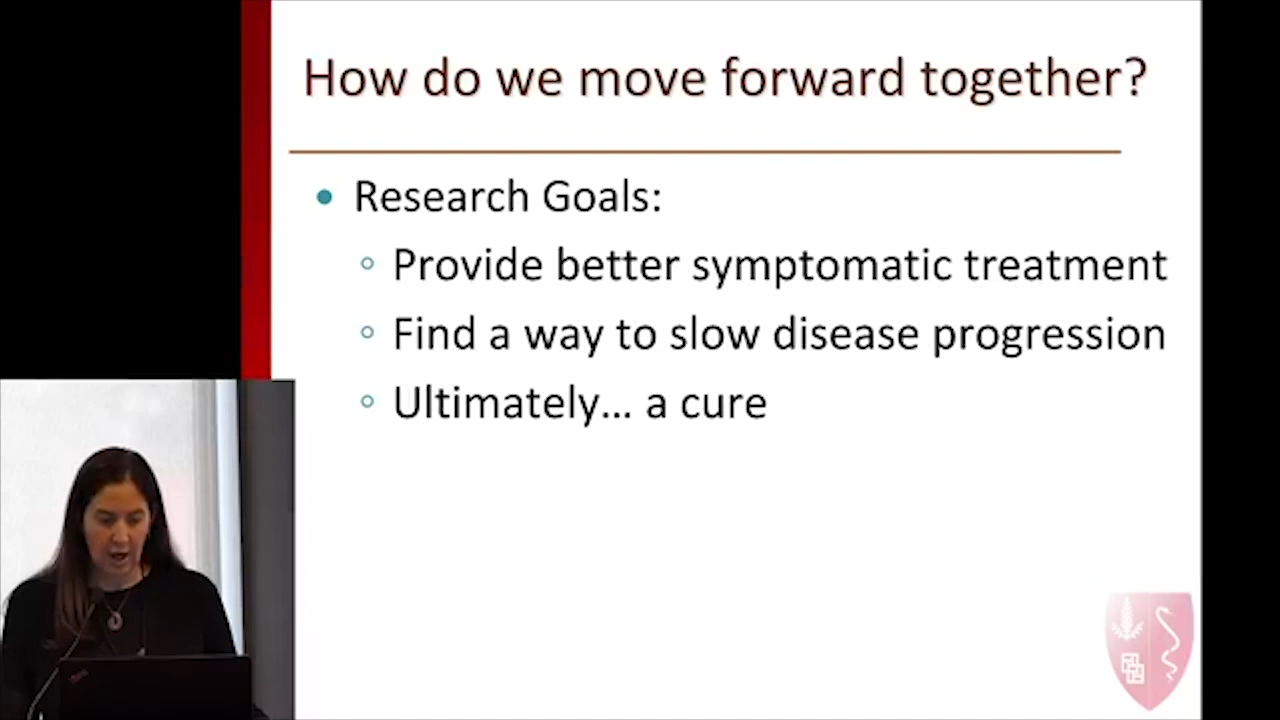 How do we move forward together?
Research Goals:
Provide better symptomatic treatment
Find a way to slow disease progression
Ultimately... a cure